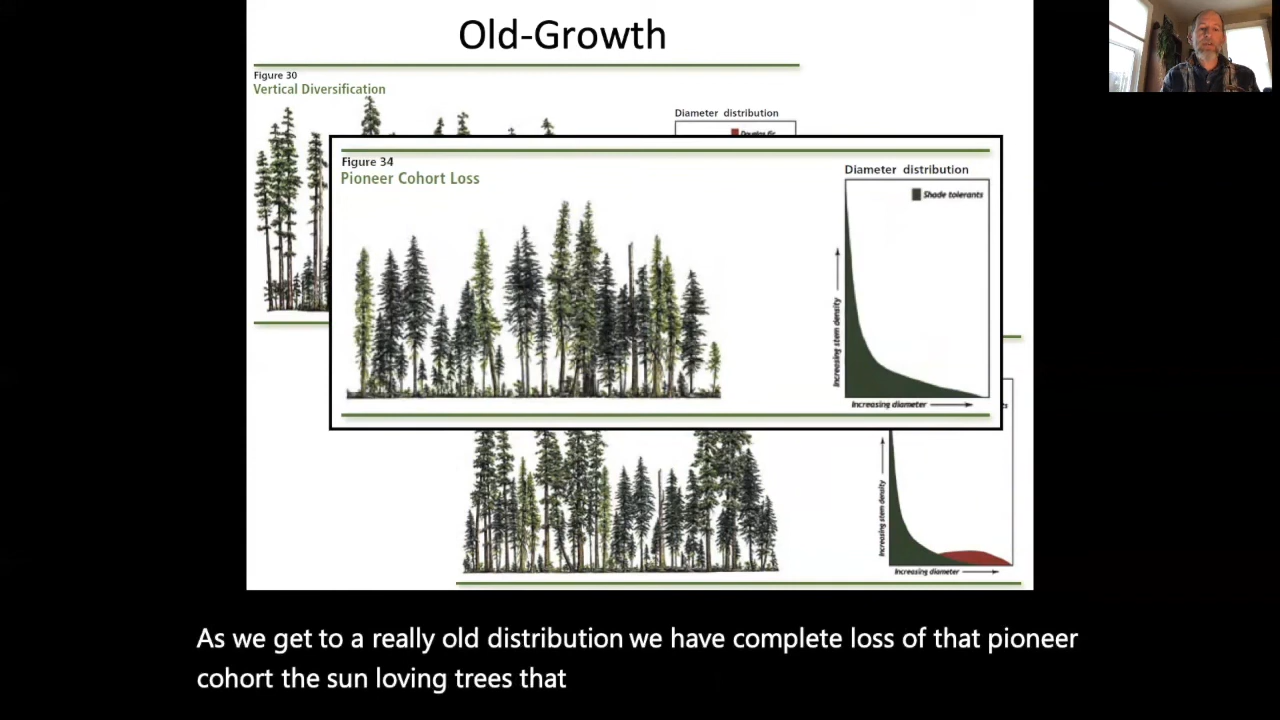 Old-Growth
Figure 30
Vertical Diversification
Diameter distribution
Figure 34
Pioneer Cohort Loss
Diameter distribution
Shade tolerants
Increasing stem density
Increasing diameter
Increasing stem density
Increasing diameter
As we get to a really old distribution we have complete loss of that pioneer
cohort the sun loving trees that